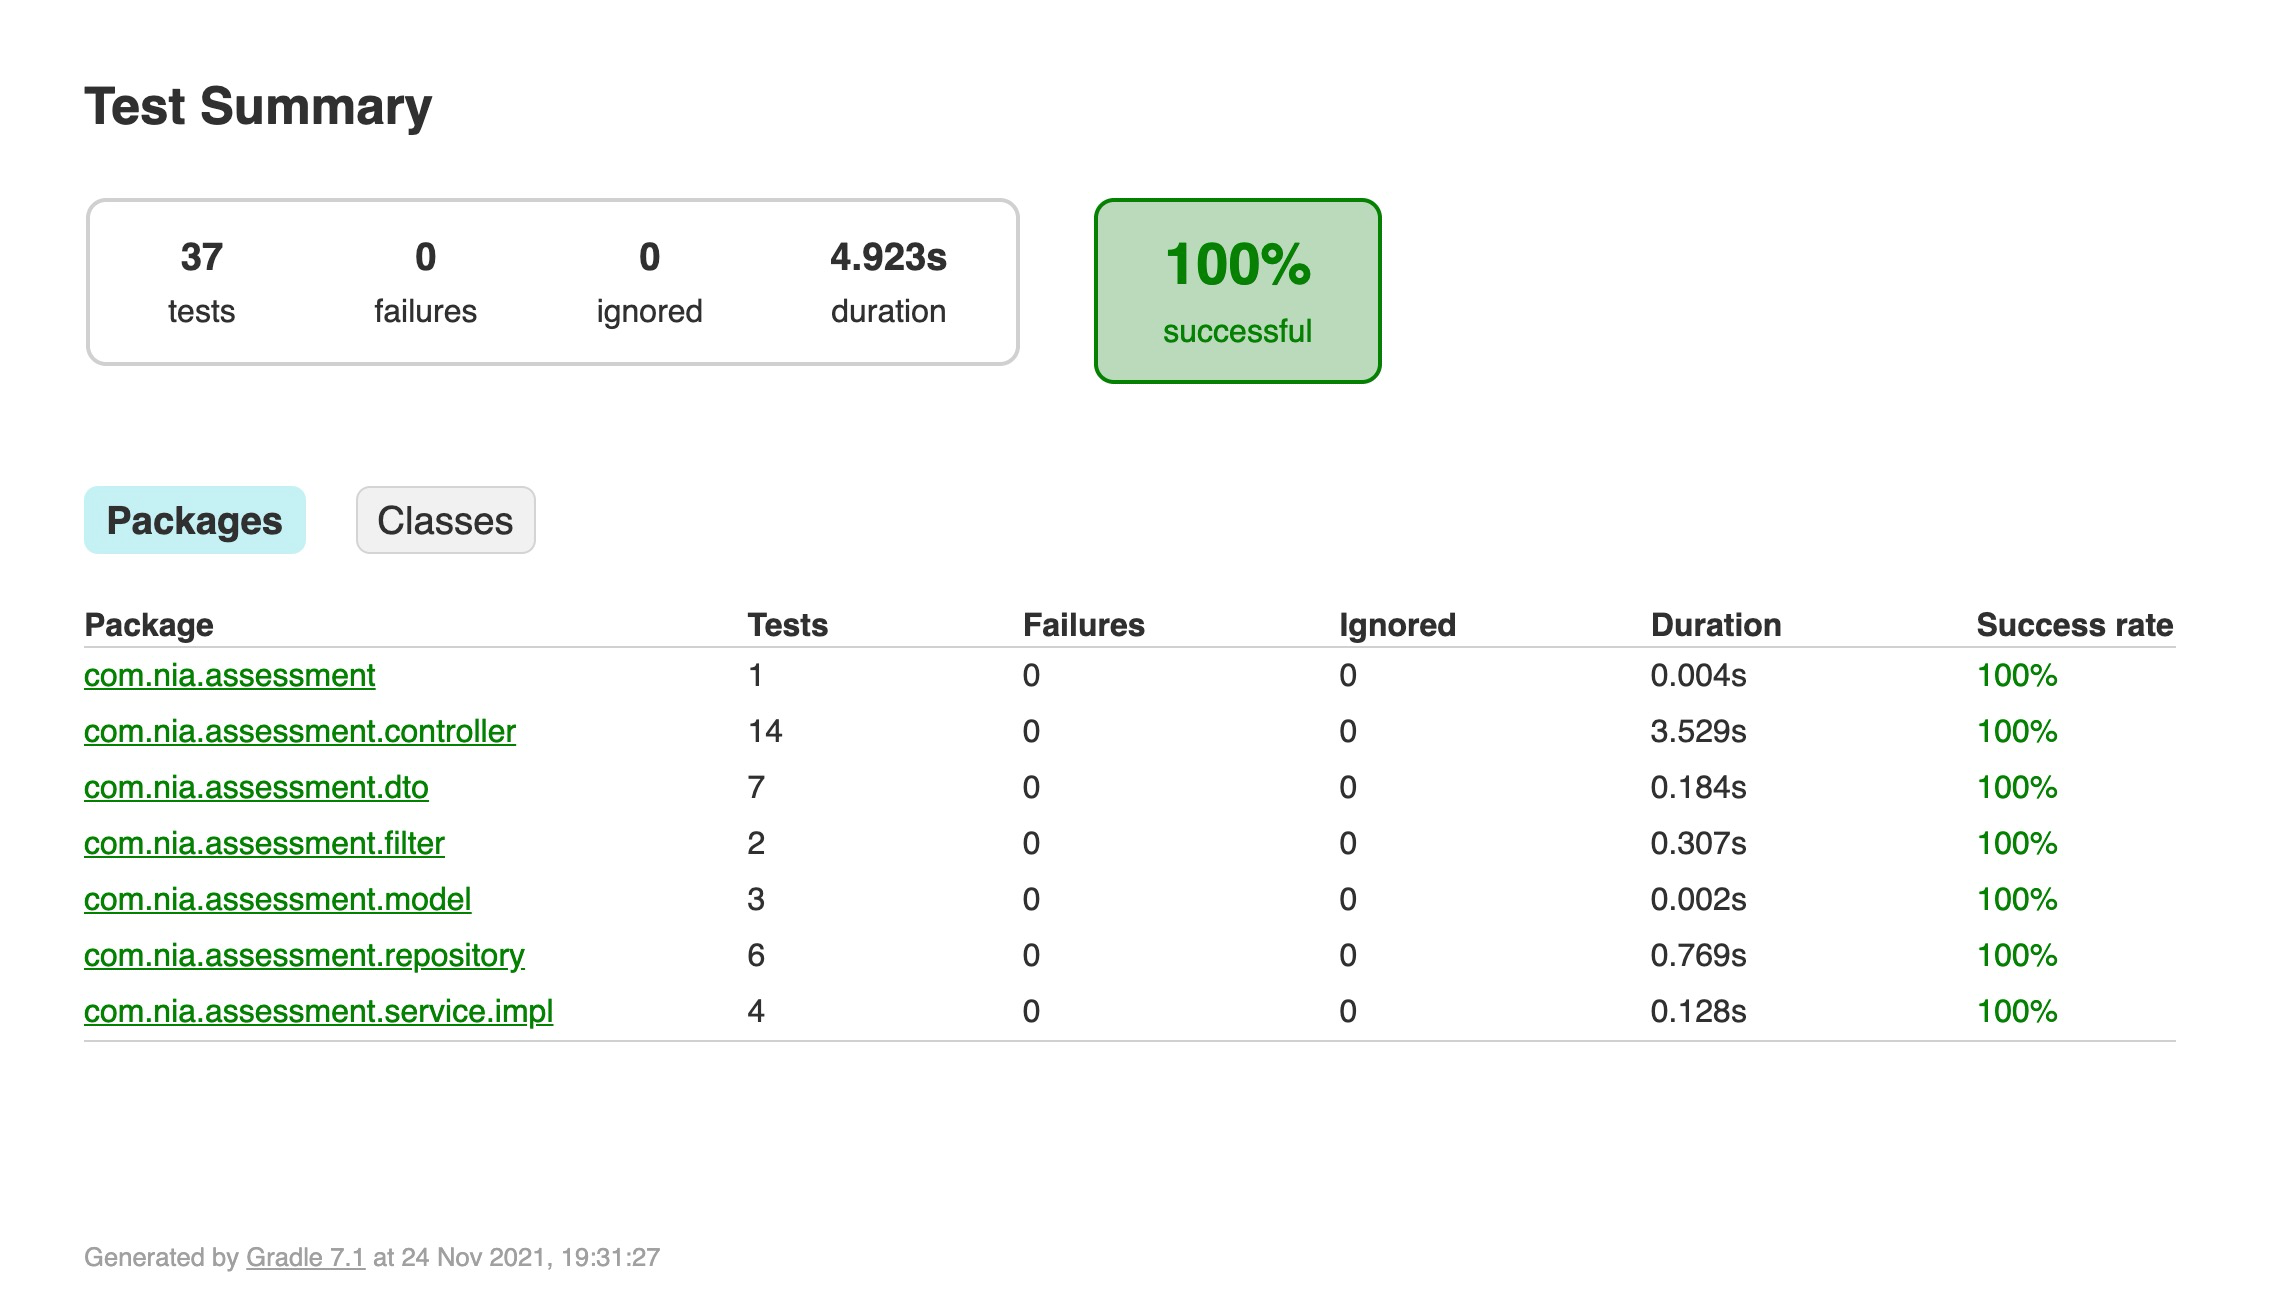 Test Summary
37 0 0 4.923s
tests failures ignored duration
100%
successful
Packages Classes
Package Tests Failures Ignored Duration Success rate
com.nia.assessment 1 0 0 0.004s 100%
com.nia.assessment.controller 14 0 0 3.529s 100%
com.nia.assessment.dto 7 0 0 0.184s 100%
com.nia.assessment.filter 2 0 0 0.307s 100%
com.nia.assessment.model 3 0 0 0.002s 100%
com.nia.assessment.repository 6 0 0 0.769s 100%
com.nia.assessment.service.impl 4 0 0 0.128s 100%
Generated by Gradle 7.1 at 24 Nov 2021, 19:31:27